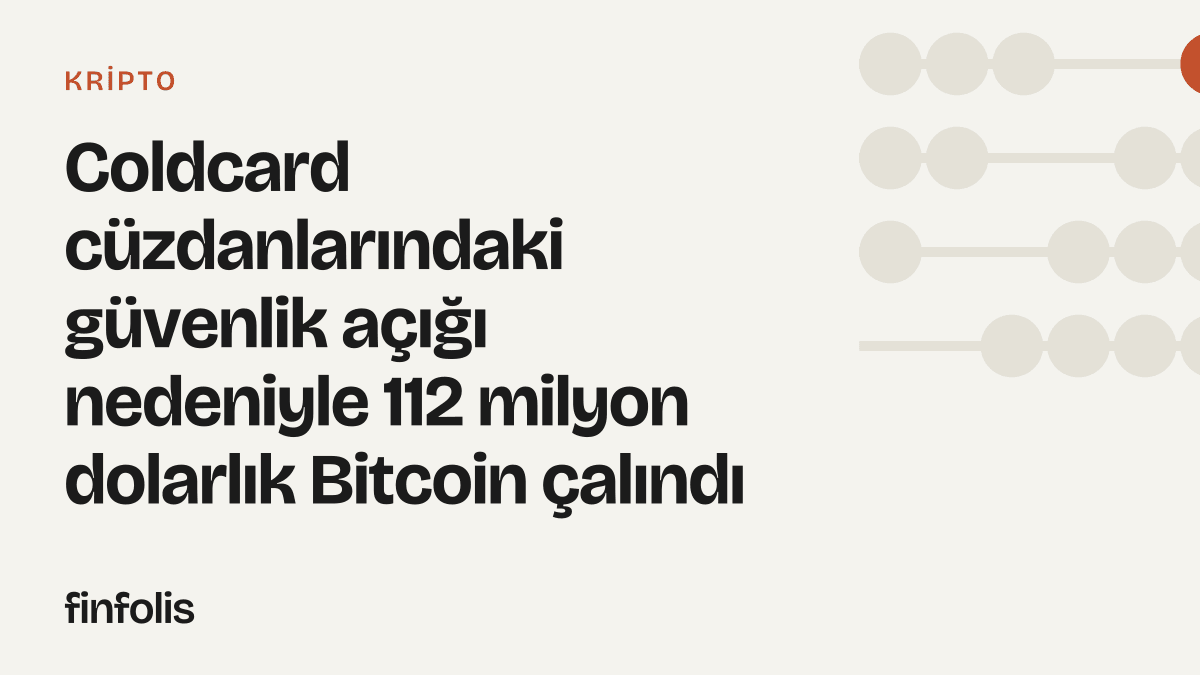 KRİPTO
Coldcard
cüzdanlarındaki
güvenlik açığı
nedeniyle 112 milyon
dolarlık Bitcoin çalındı
finfolis